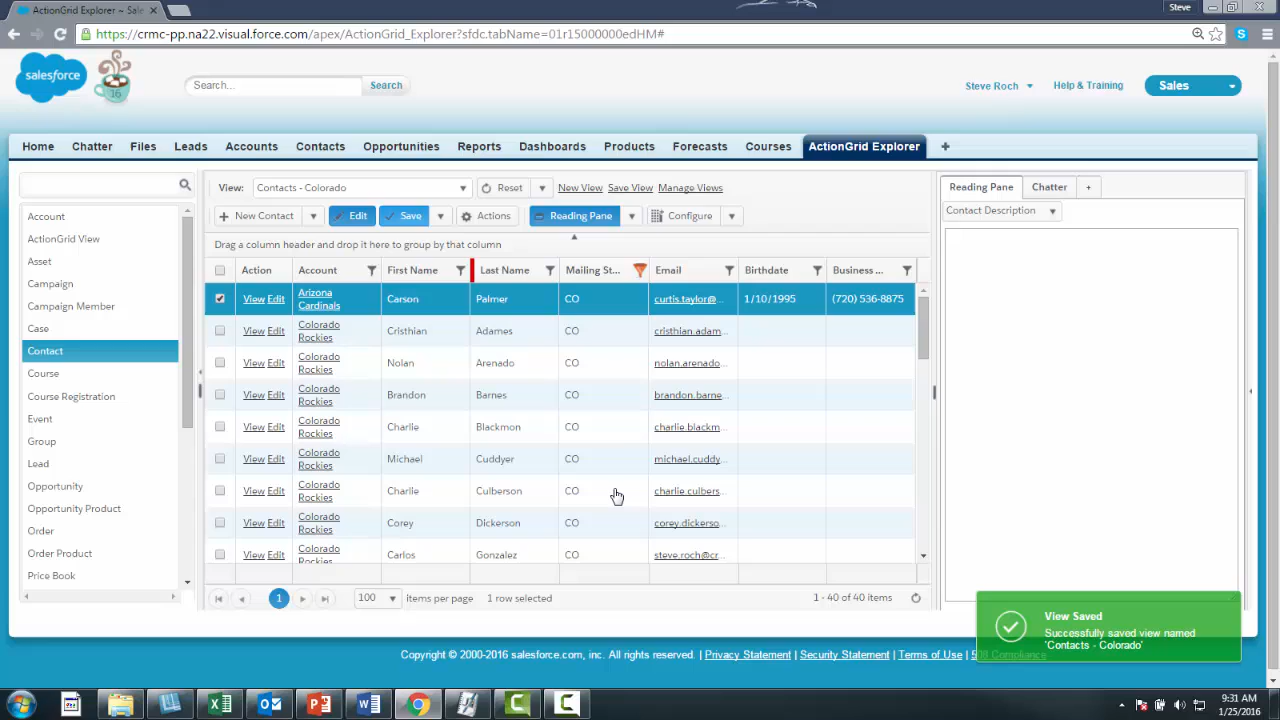 ActionGrid Explorer ~ Sale
Steve
https://crmc-pp.na22.visual.force.com/apex/ActionGrid_Explorer?sfdc.tabName=01r15000000edHM#
salesforce
16
Search...
Search
Steve Roch
Help & Training
Sales
Home
Chatter
Files
Leads
Accounts
Contacts
Opportunities
Reports
Dashboards
Products
Forecasts
Courses
ActionGrid Explorer
+
Account
ActionGrid View
Asset
Campaign
Campaign Member
Case
Contact
Course
Course Registration
Event
Group
Lead
Opportunity
Opportunity Product
Order
Order Product
Price Book
View: Contacts - Colorado Reset New View Save View Manage Views
New Contact Edit Save Actions Reading Pane Configure
Drag a column header and drop it here to group by that column
Action Account First Name Last Name Mailing St... Email Birthdate Business ...
View Edit Arizona Cardinals Carson Palmer CO curtis.taylor@... 1/10/1995 (720) 536-8875
View Edit Colorado Rockies Cristhian Adames CO cristhian.adam...
View Edit Colorado Rockies Nolan Arenado CO nolan.arenado...
View Edit Colorado Rockies Brandon Barnes CO brandon.barne...
View Edit Colorado Rockies Charlie Blackmon CO charlie.blackm...
View Edit Colorado Rockies Michael Cuddyer CO michael.cuddy...
View Edit Colorado Rockies Charlie Culberson CO charlie.culbers...
View Edit Colorado Rockies Corey Dickerson CO corey.dickerso...
View Edit Colorado Rockies Carlos Gonzalez CO steve.roch@cr...
1 100 items per page 1 row selected 1 - 40 of 40 items
Reading Pane Chatter +
Contact Description
View Saved
Successfully saved view named
'Contacts - Colorado'
Copyright © 2000-2016 salesforce.com, inc. All rights reserved. | Privacy Statement | Security Statement | Terms of Use | 508 Compliance
9:31 AM
1/25/2016